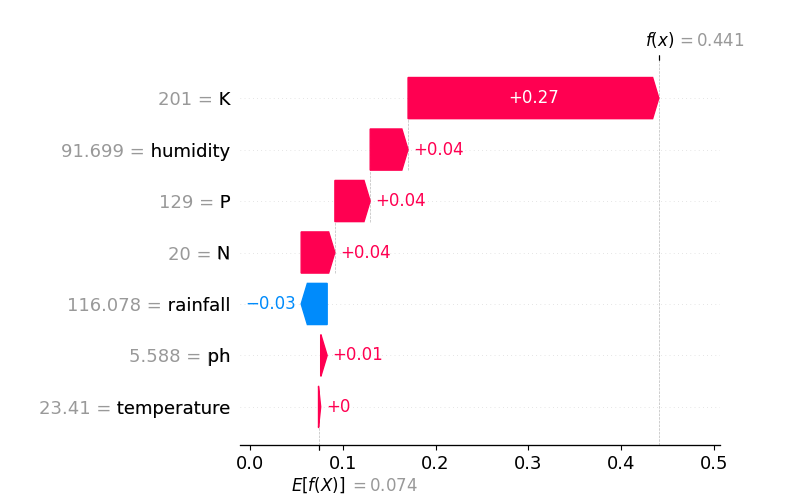 f(x) = 0.441
201 = K
+0.27
91.699 = humidity
+0.04
129 = P
+0.04
20 = N
+0.04
116.078 = rainfall
−0.03
5.588 = ph
+0.01
23.41 = temperature
+0
0.0 0.1 0.2 0.3 0.4 0.5
E[f(X)] = 0.074